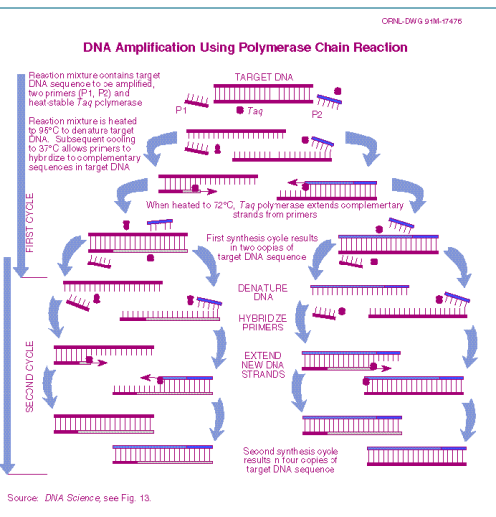 ORNL-DWG 91M-17476
DNA Amplification Using Polymerase Chain Reaction
Reaction mixture contains target
DNA sequence to be amplified,
two primers (P1, P2) and
heat-stable Taq polymerase
TARGET DNA
P1
Taq
P2
Reaction mixture is heated
to 95°C to denature target
DNA. Subsequent cooling
to 37°C allows primers to
hybridize to complementary
sequences in target DNA
FIRST CYCLE
When heated to 72°C, Taq polymerase extends complementary
strands from primers
First synthesis cycle results
in two copies of
target DNA sequence
SECOND CYCLE
DENATURE
DNA
HYBRIDIZE
PRIMERS
EXTEND
NEW DNA
STRANDS
Second synthesis cycle
results in four copies of
target DNA sequence
Source: DNA Science, see Fig. 13.